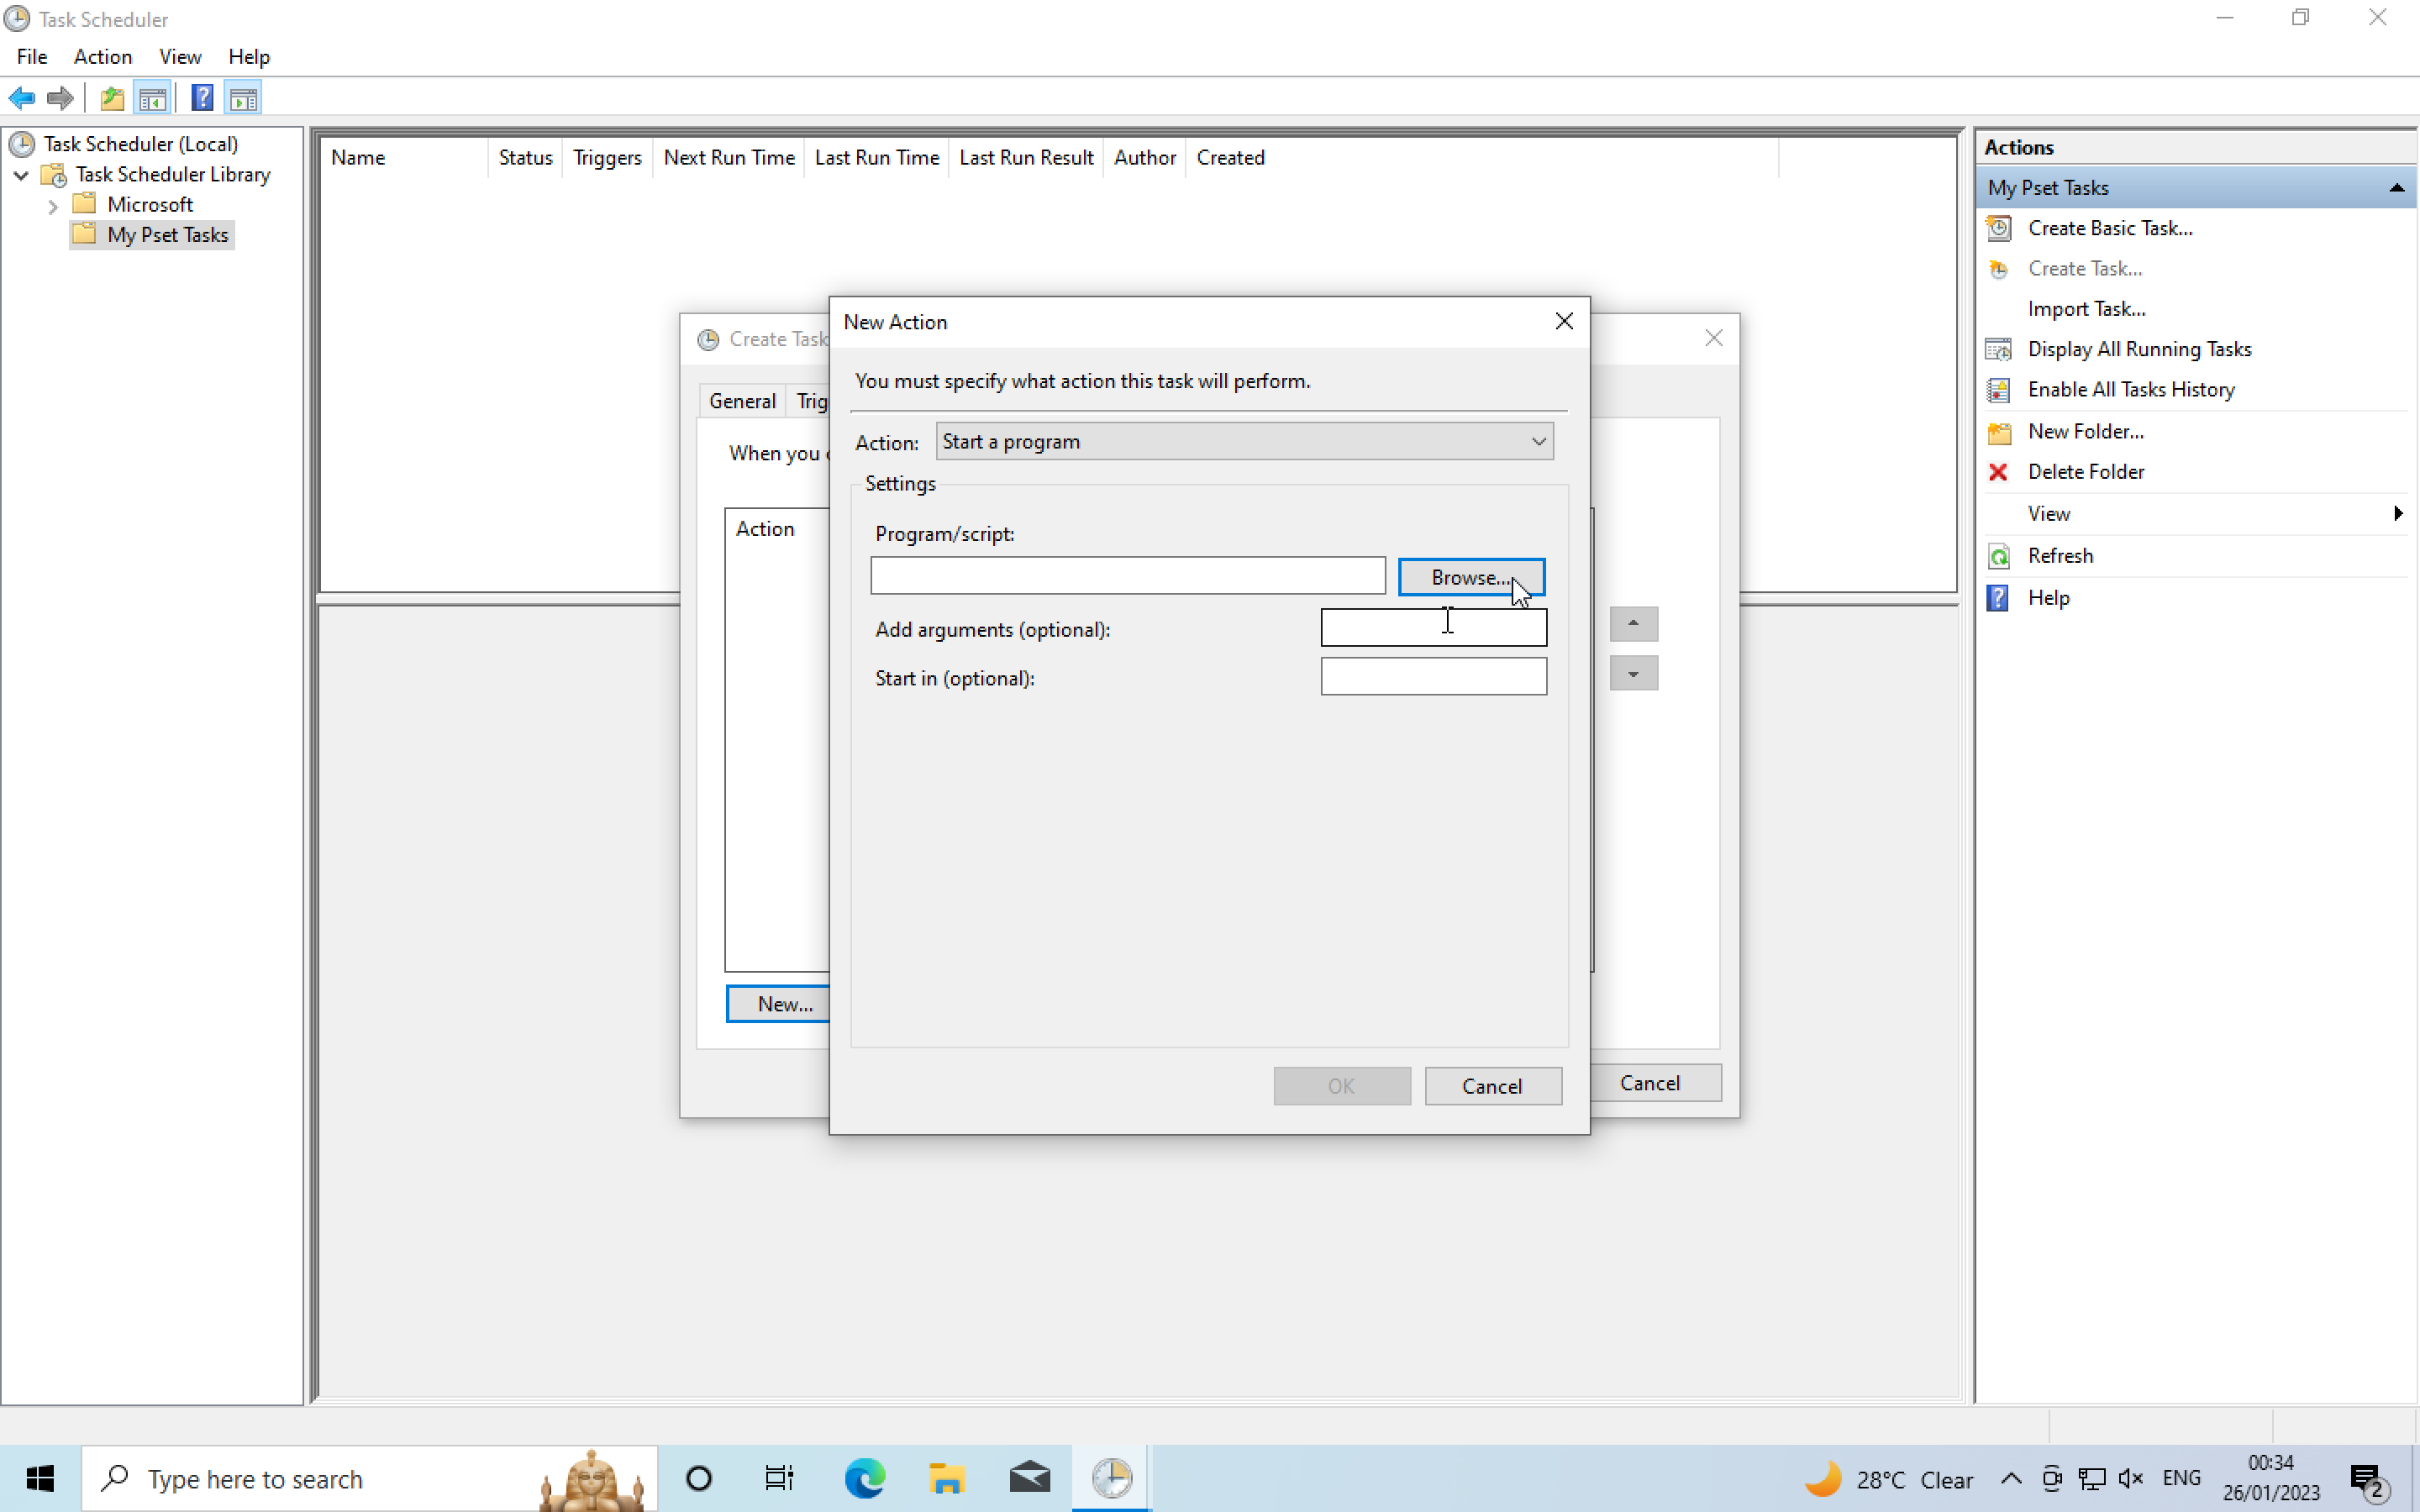 Task Scheduler
File Action View Help
Task Scheduler (Local)
Task Scheduler Library
Microsoft
My Pset Tasks
Name Status Triggers Next Run Time Last Run Time Last Run Result Author Created
Create Task
General Trig
When you
Action
New...
Cancel
New Action
You must specify what action this task will perform.
Action: Start a program
Settings
Program/script:
Browse...
Add arguments (optional):
Start in (optional):
OK Cancel
Actions
My Pset Tasks
Create Basic Task...
Create Task...
Import Task...
Display All Running Tasks
Enable All Tasks History
New Folder...
Delete Folder
View
Refresh
Help
Type here to search
28°C Clear
ENG
00:34
26/01/2023
2